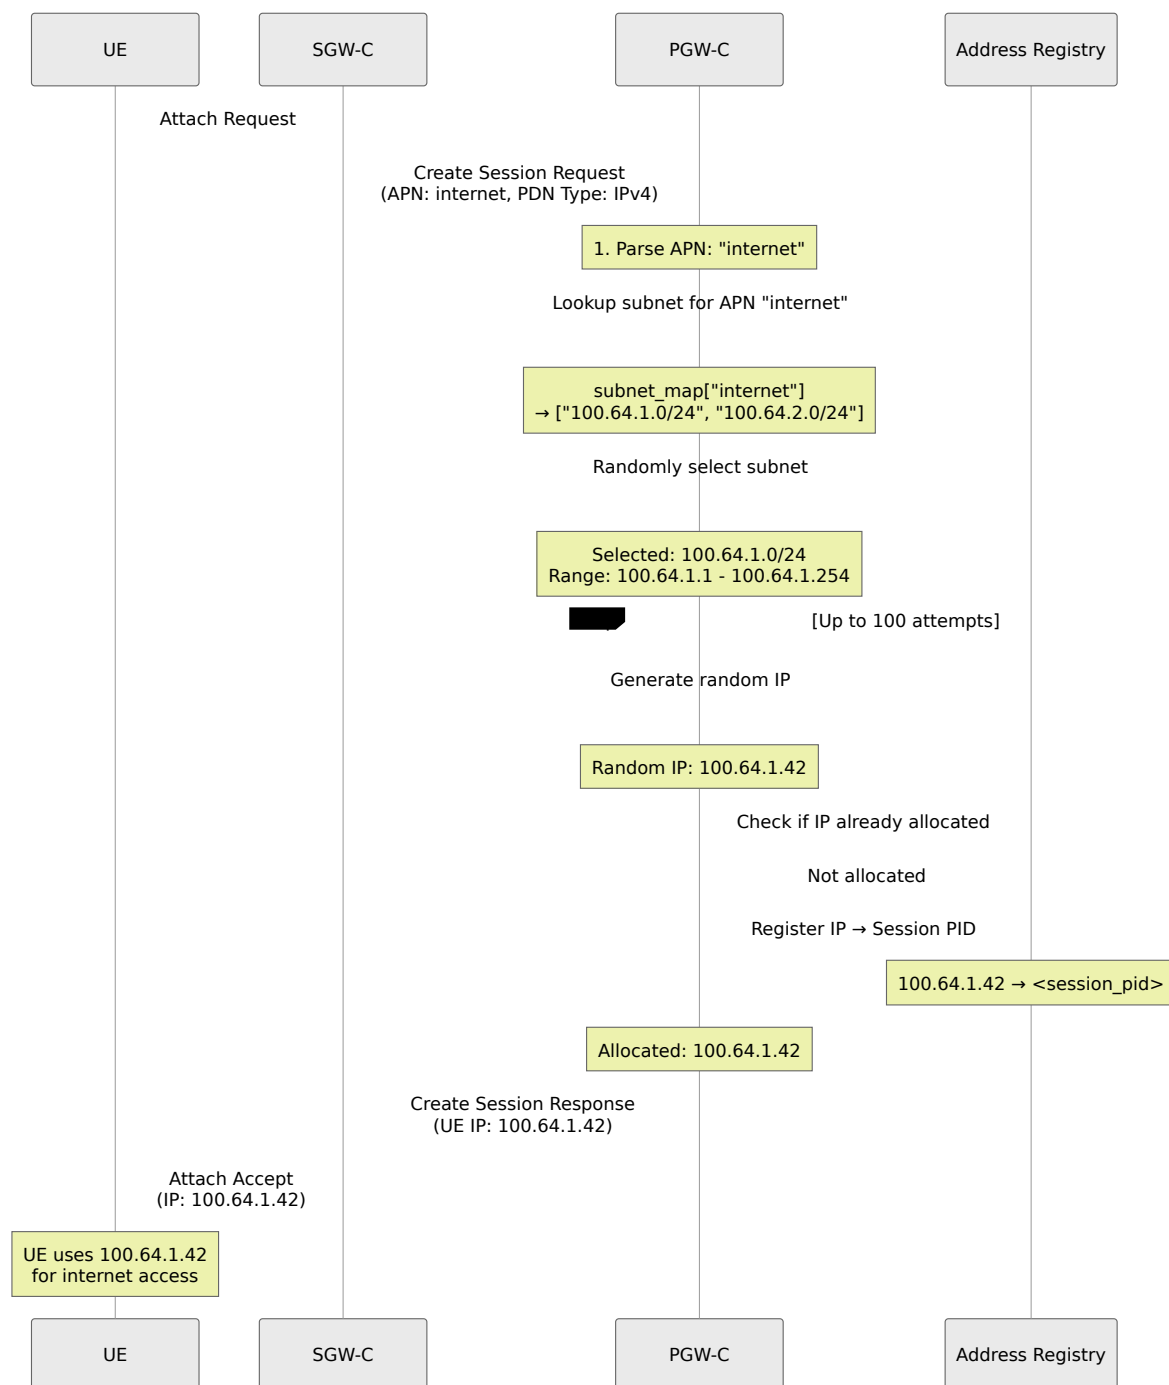 UE
SGW-C
PGW-C
Address Registry
Attach Request
Create Session Request
(APN: internet, PDN Type: IPv4)
1. Parse APN: "internet"
Lookup subnet for APN "internet"
subnet_map["internet"]
→ ["100.64.1.0/24", "100.64.2.0/24"]
Randomly select subnet
Selected: 100.64.1.0/24
Range: 100.64.1.1 - 100.64.1.254
[Up to 100 attempts]
Generate random IP
Random IP: 100.64.1.42
Check if IP already allocated
Not allocated
Register IP → Session PID
100.64.1.42 → <session_pid>
Allocated: 100.64.1.42
Create Session Response
(UE IP: 100.64.1.42)
Attach Accept
(IP: 100.64.1.42)
UE uses 100.64.1.42
for internet access
UE
SGW-C
PGW-C
Address Registry